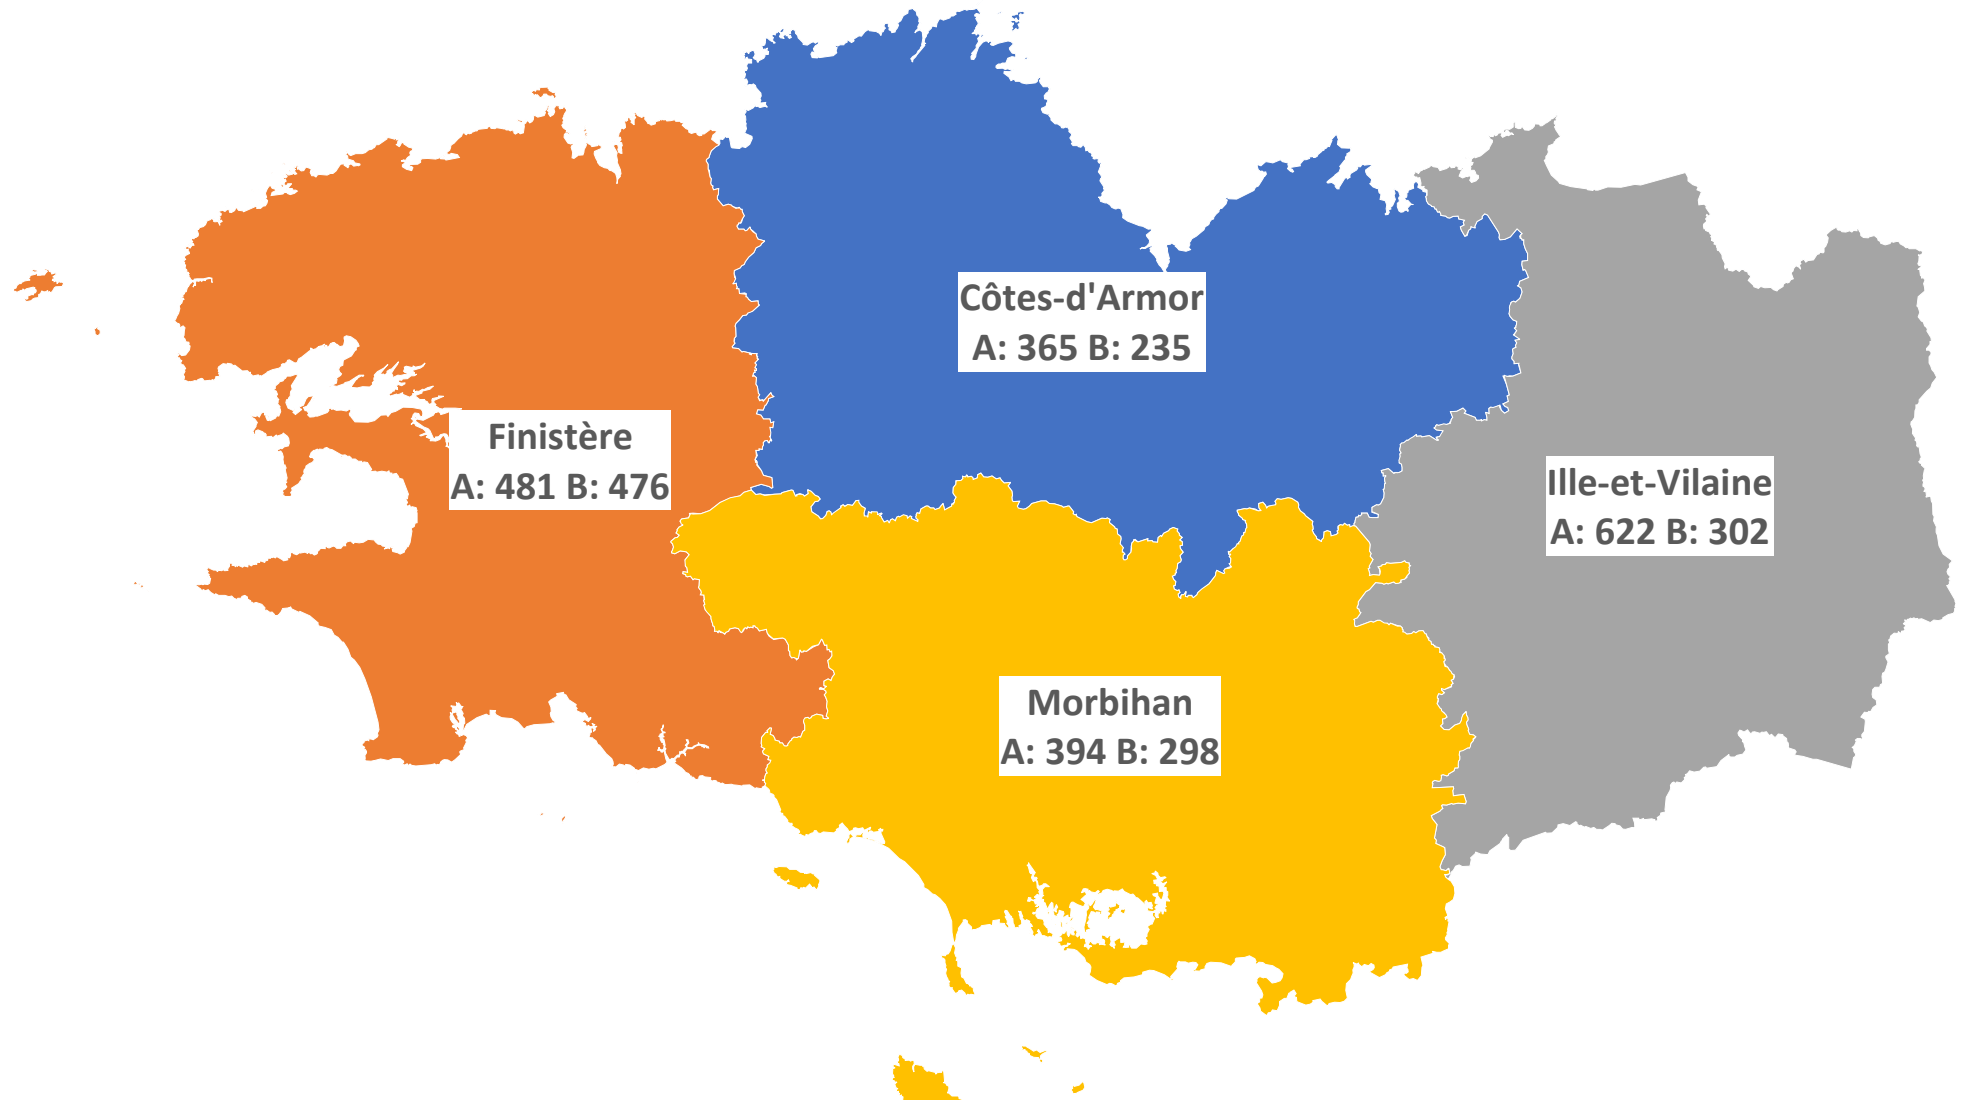 Côtes-d'Armor
A: 365 B: 235
Finistère
A: 481 B: 476
Ille-et-Vilaine
A: 622 B: 302
Morbihan
A: 394 B: 298